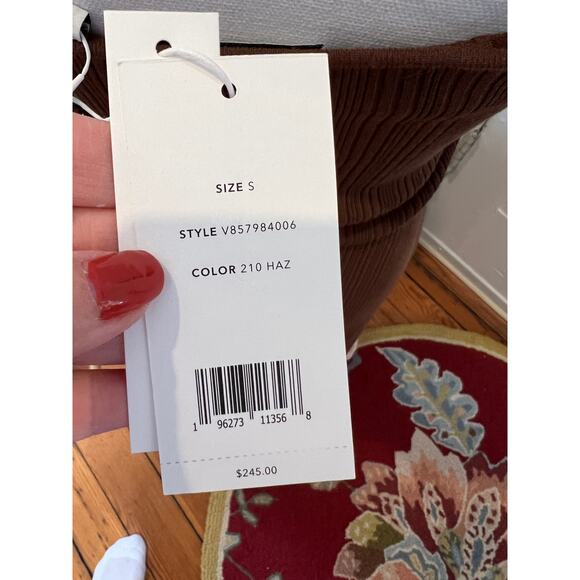 SIZE S
STYLE V857984006
COLOR 210 HAZ
1 96273 11356 8
$245.00